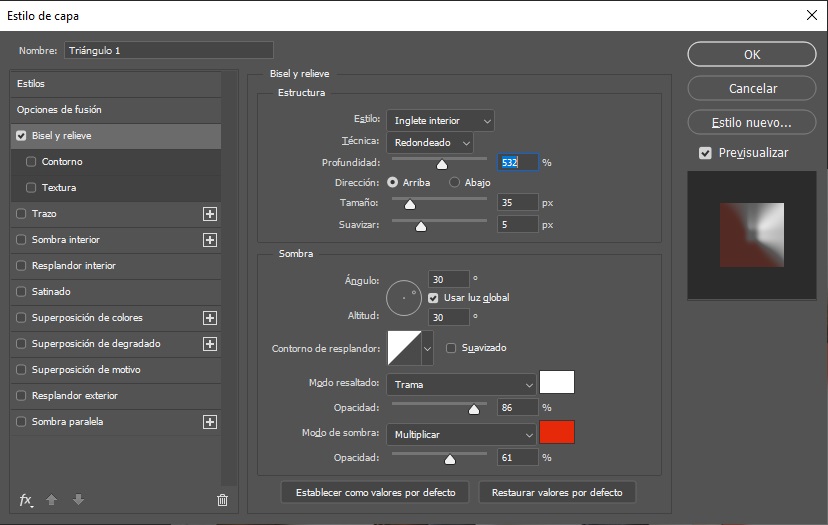 Estilo de capa
Nombre: Triángulo 1
Estilos
Opciones de fusión
Bisel y relieve
Contorno
Textura
Trazo
Sombra interior
Resplandor interior
Satinado
Superposición de colores
Superposición de degradado
Superposición de motivo
Resplandor exterior
Sombra paralela
fx
Bisel y relieve
Estructura
Estilo: Inglete interior
Técnica: Redondeado
Profundidad: 532 %
Dirección: Arriba Abajo
Tamaño: 35 px
Suavizar: 5 px
Sombra
Ángulo: 30 °
Usar luz global
Altitud: 30 °
Contorno de resplandor: Suavizado
Modo resaltado: Trama
Opacidad: 86 %
Modo de sombra: Multiplicar
Opacidad: 61 %
Establecer como valores por defecto Restaurar valores por defecto
OK
Cancelar
Estilo nuevo...
Previsualizar